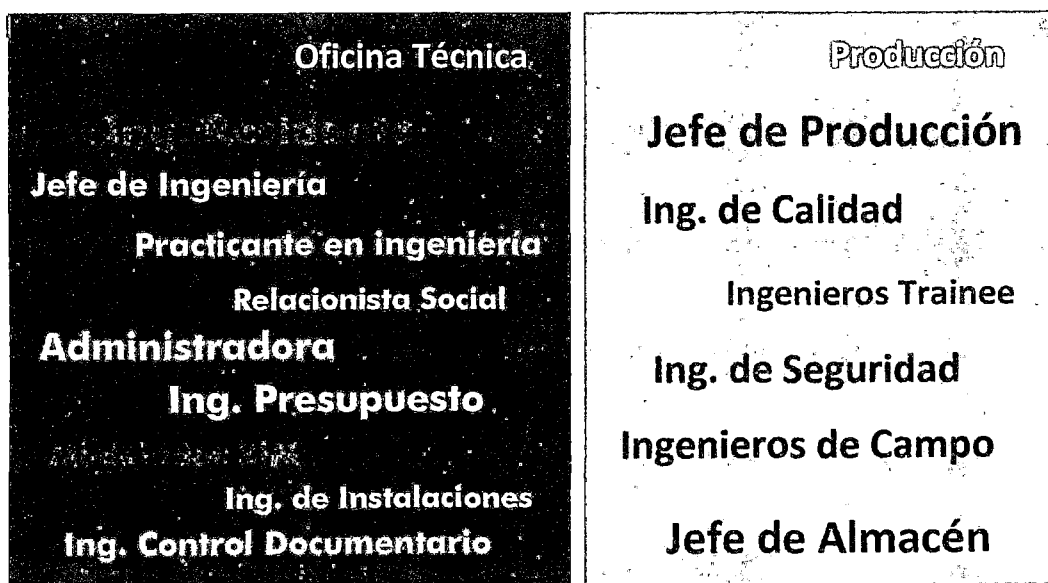 Oficina Técnica
Jefe de Ingeniería
Practicante en ingeniería
Relacionista Social
Administradora
Ing. Presupuesto
Ing. de Instalaciones
Ing. Control Documentario
Producción
Jefe de Producción
Ing. de Calidad
Ingenieros Trainee
Ing. de Seguridad
Ingenieros de Campo
Jefe de Almacén